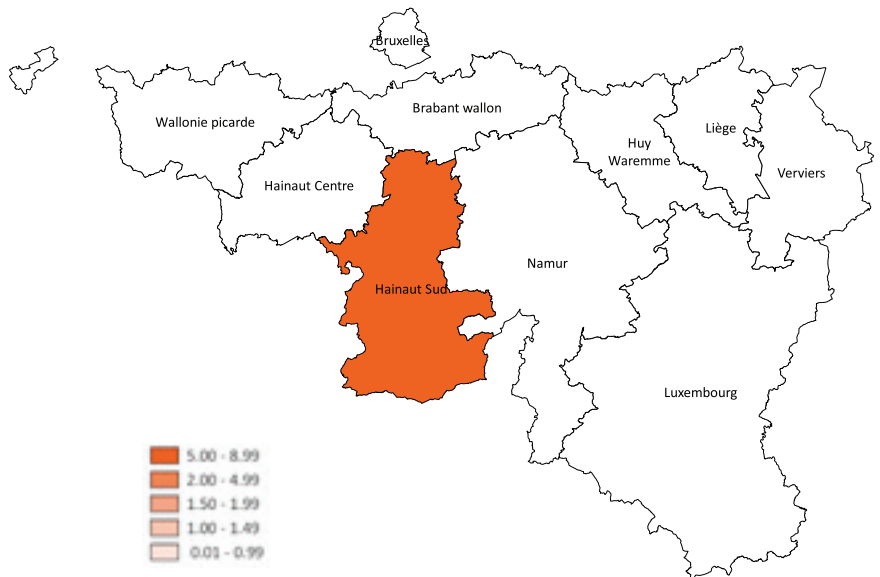 Bruxelles
Brabant wallon
Wallonie picarde
Liège
Huy
Waremme
Verviers
Hainaut Centre
Namur
Hainaut Sud
Luxembourg
5.00 - 8.99
2.00 - 4.99
1.50 - 1.99
1.00 - 1.49
0.01 - 0.99